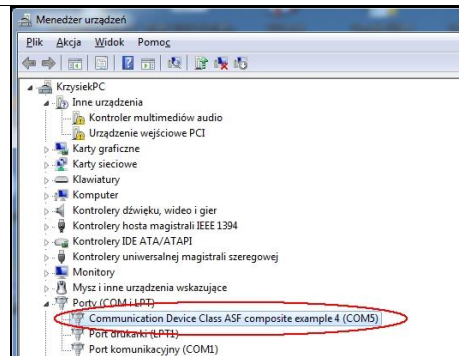 Menedżer urządzeń
Plik Akcja Widok Pomoc
KrzysiekPC
Inne urządzenia
Kontroler multimediów audio
Urządzenie wejściowe PCI
Karty graficzne
Karty sieciowe
Klawiatury
Komputer
Kontrolery dźwięku, wideo i gier
Kontrolery hosta magistrali IEEE 1394
Kontrolery IDE ATA/ATAPI
Kontrolery uniwersalnej magistrali szeregowej
Monitory
Mysz i inne urządzenia wskazujące
Porty (COM i LPT)
Communication Device Class ASF composite example 4 (COM5)
Port drukarki (LPT1)
Port komunikacyjny (COM1)